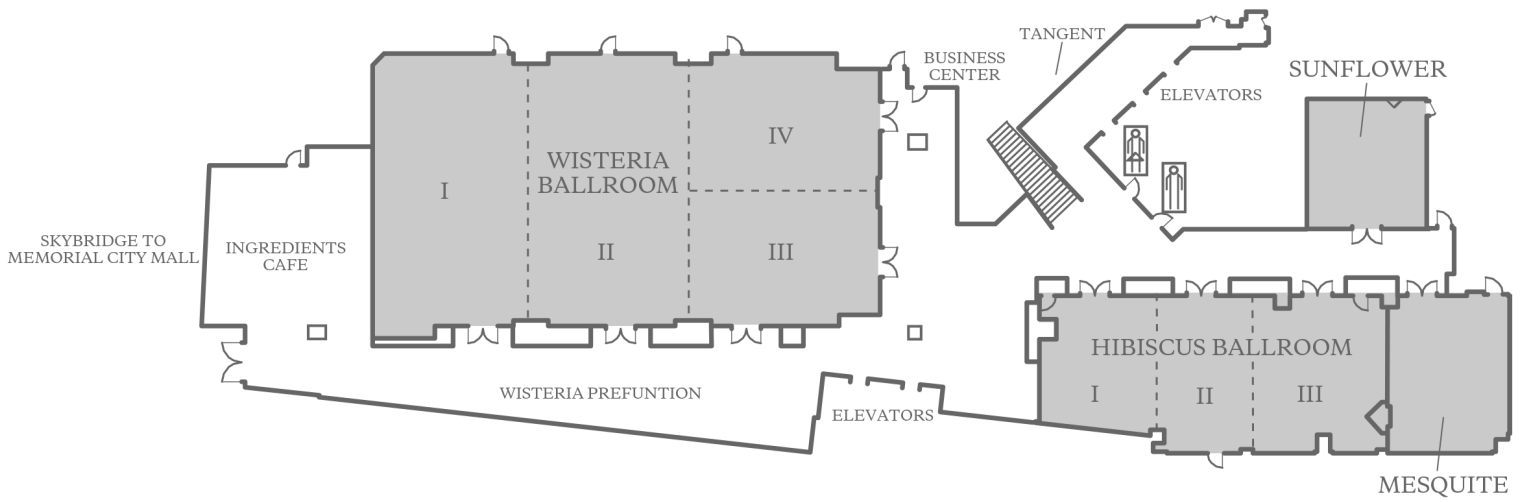 TANGENT
BUSINESS
CENTER
SUNFLOWER
ELEVATORS
IV
WISTERIA
BALLROOM
I
SKYBRIDGE TO
MEMORIAL CITY MALL
INGREDIENTS
CAFE
II
III
HIBISCUS BALLROOM
I
II
III
WISTERIA PREFUNTION
ELEVATORS
MESQUITE